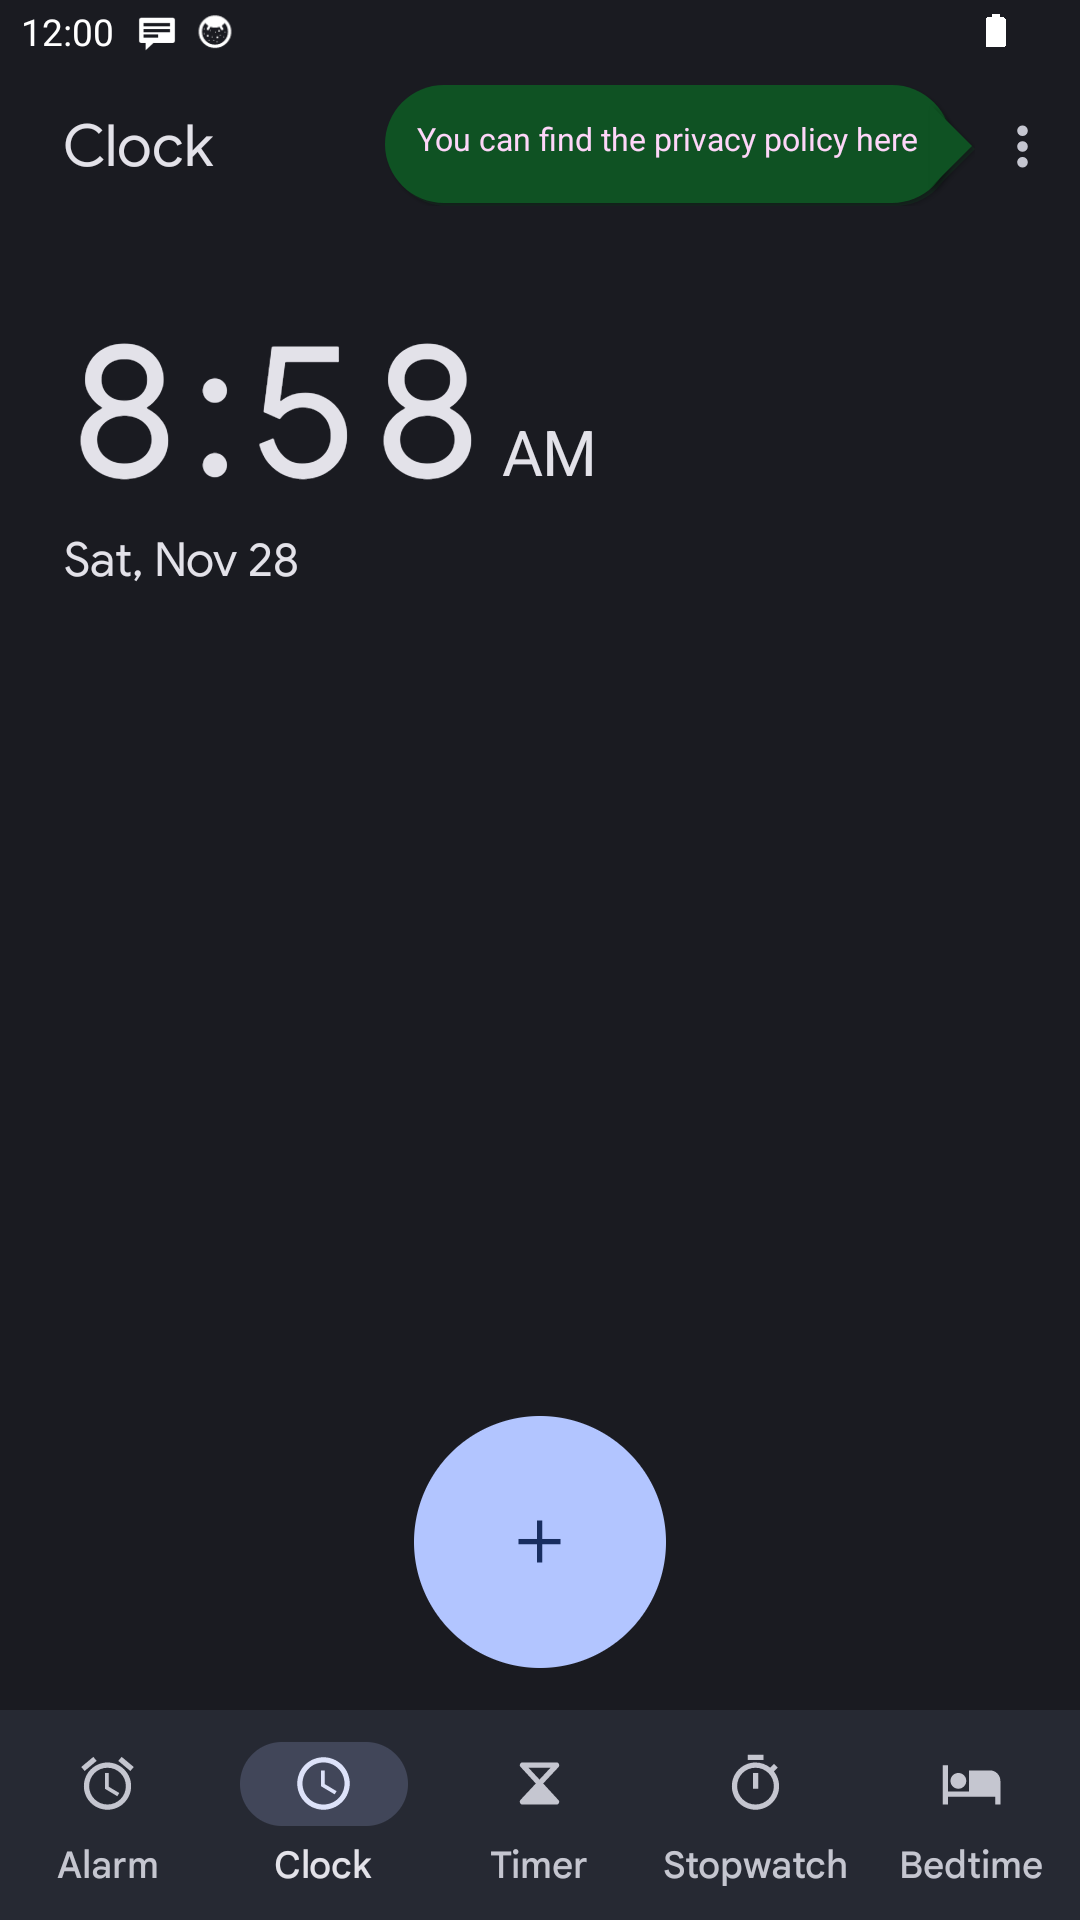 12:00
Clock
You can find the privacy policy here
8:58 AM
Sat, Nov 28
Alarm
Clock
Timer
Stopwatch
Bedtime